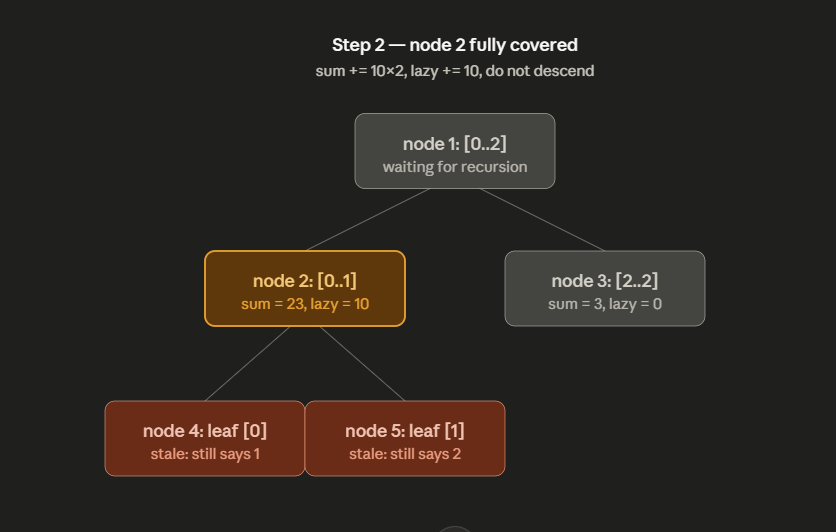 Step 2 — node 2 fully covered
sum += 10×2, lazy += 10, do not descend
node 1: [0..2]
waiting for recursion
node 2: [0..1]
sum = 23, lazy = 10
node 3: [2..2]
sum = 3, lazy = 0
node 4: leaf [0]
stale: still says 1
node 5: leaf [1]
stale: still says 2